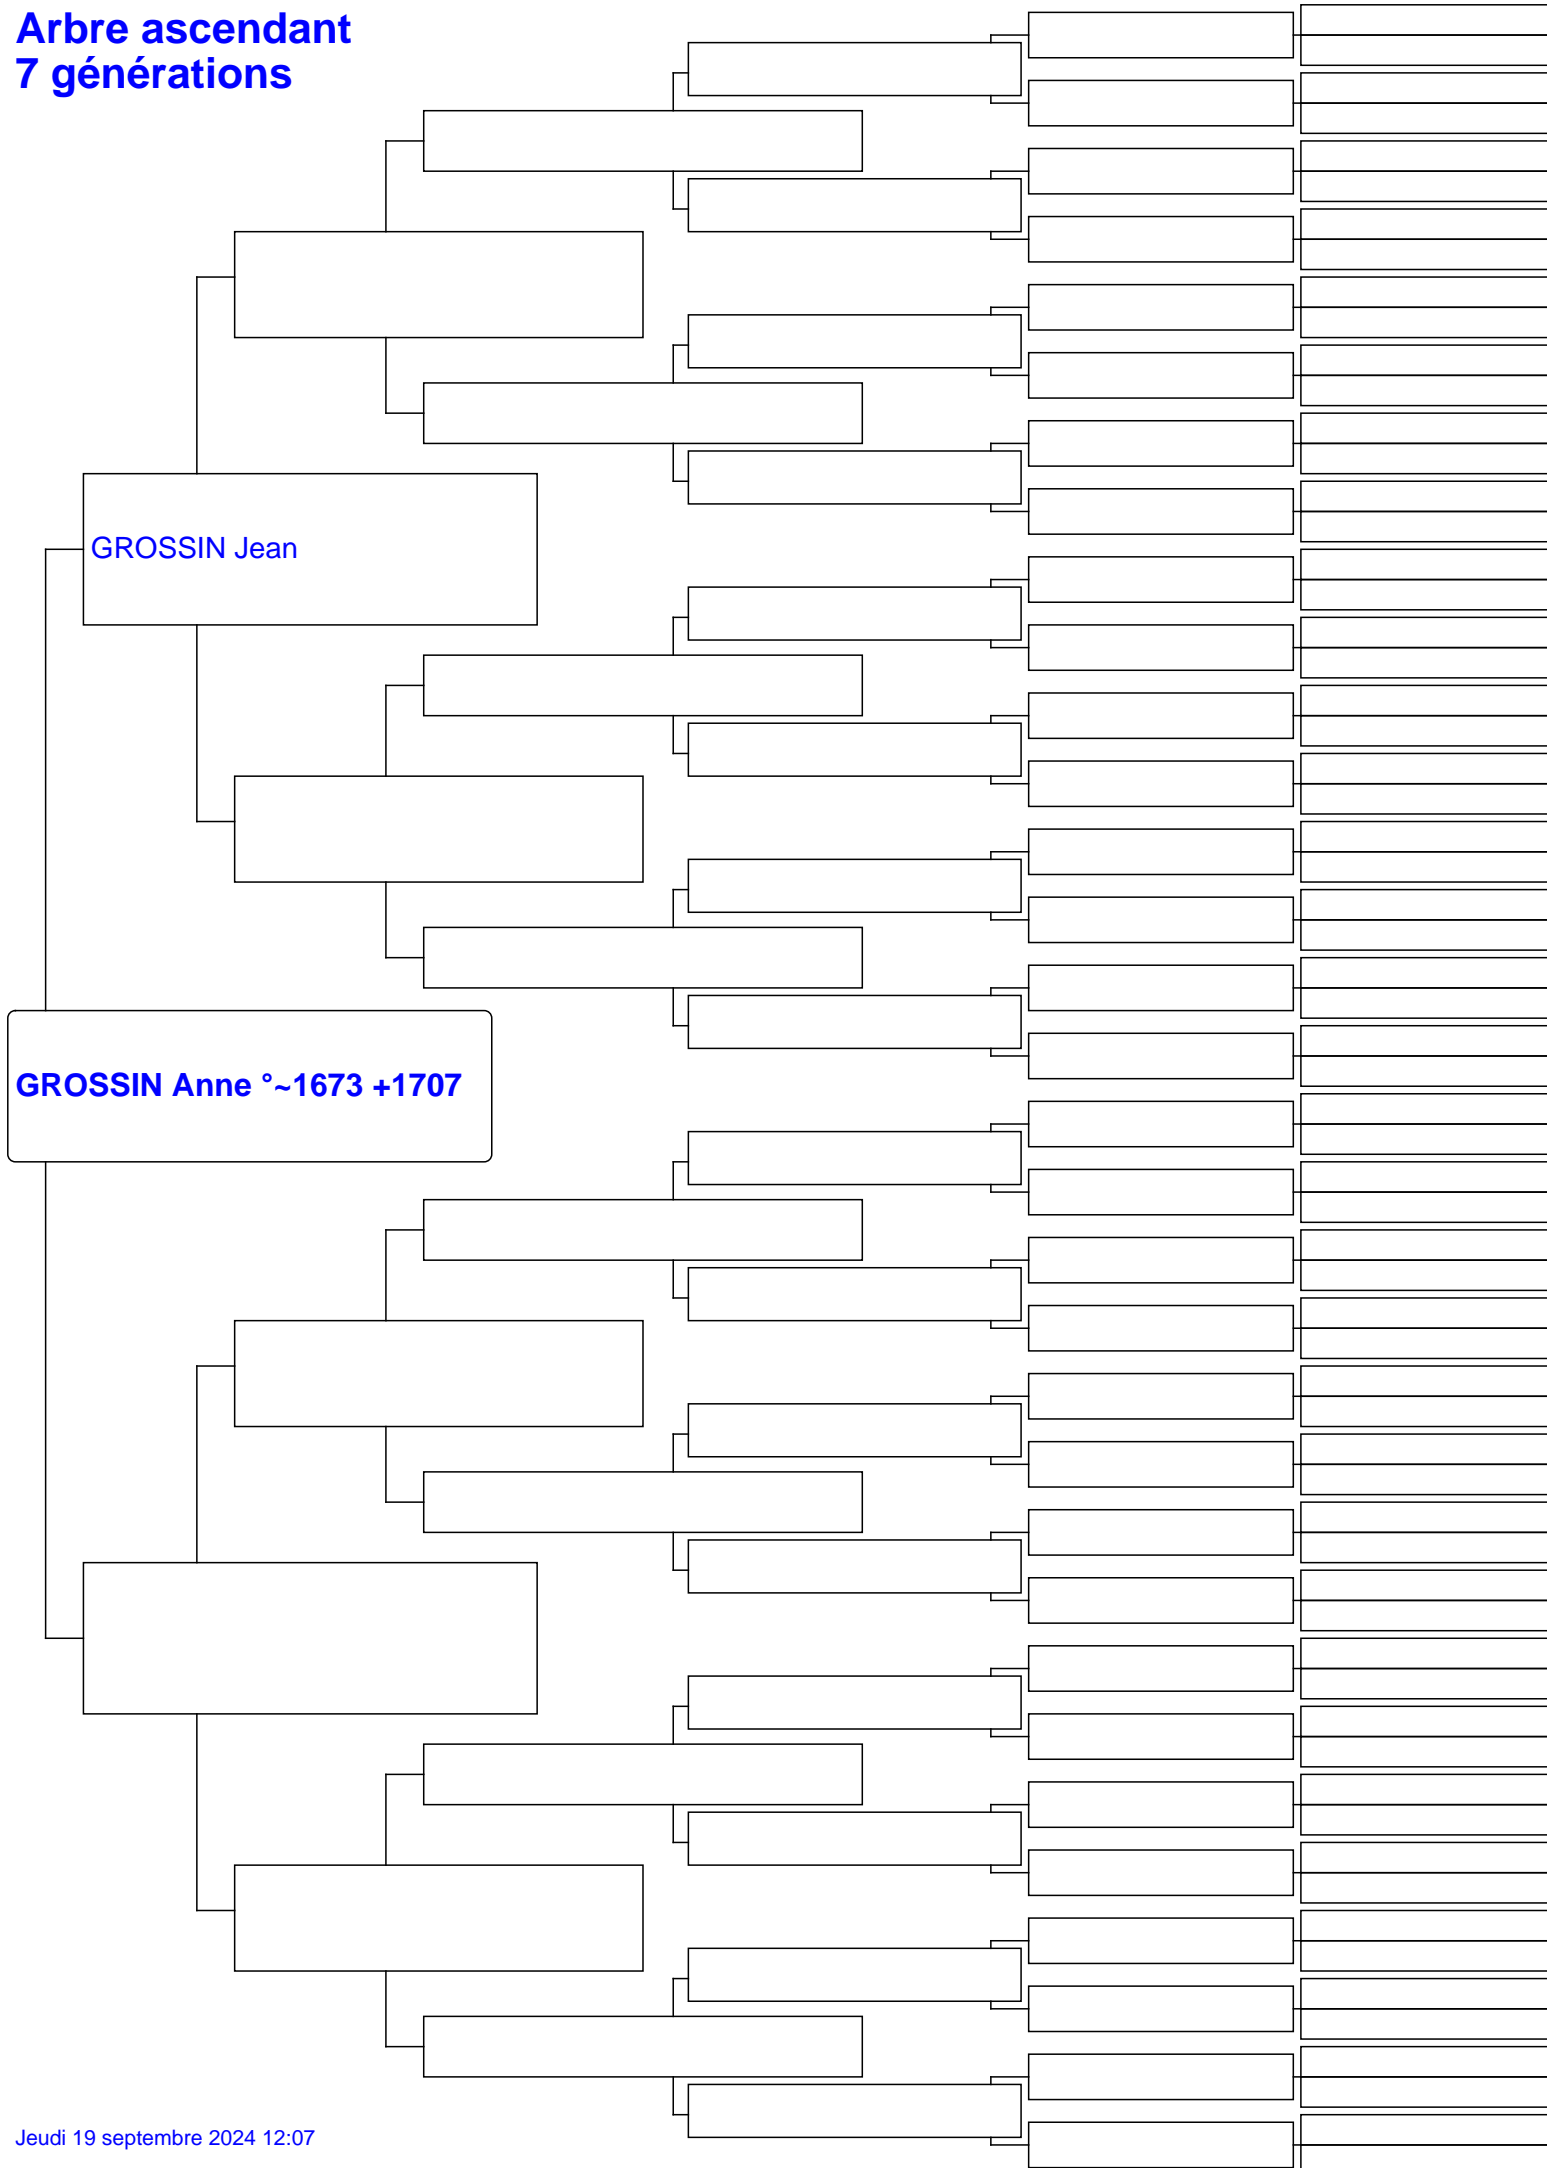 Arbre ascendant
7 générations
GROSSIN Jean
GROSSIN Anne °~1673 +1707
Jeudi 19 septembre 2024 12:07